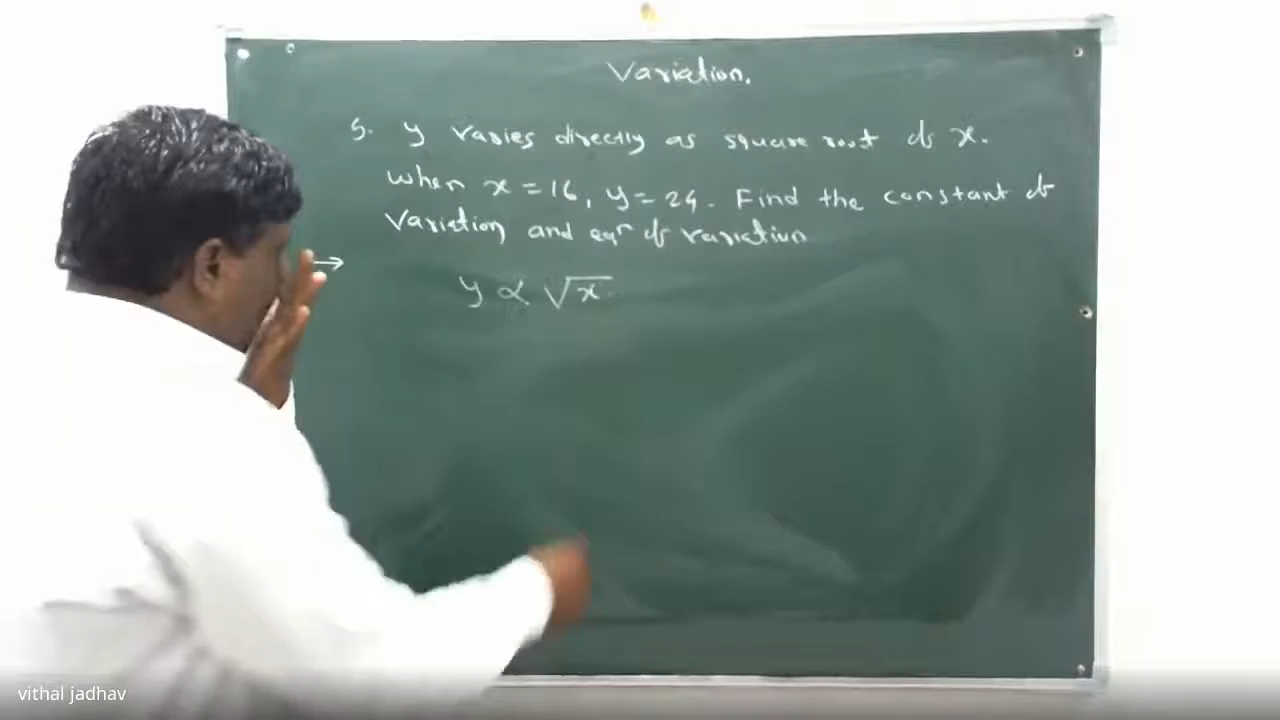 Variation.
5. y varies directly as square root of x.
When x = 16, y = 24. Find the constant of
Variation and eqⁿ of variation
→
y ∝ √x.
vithal jadhav